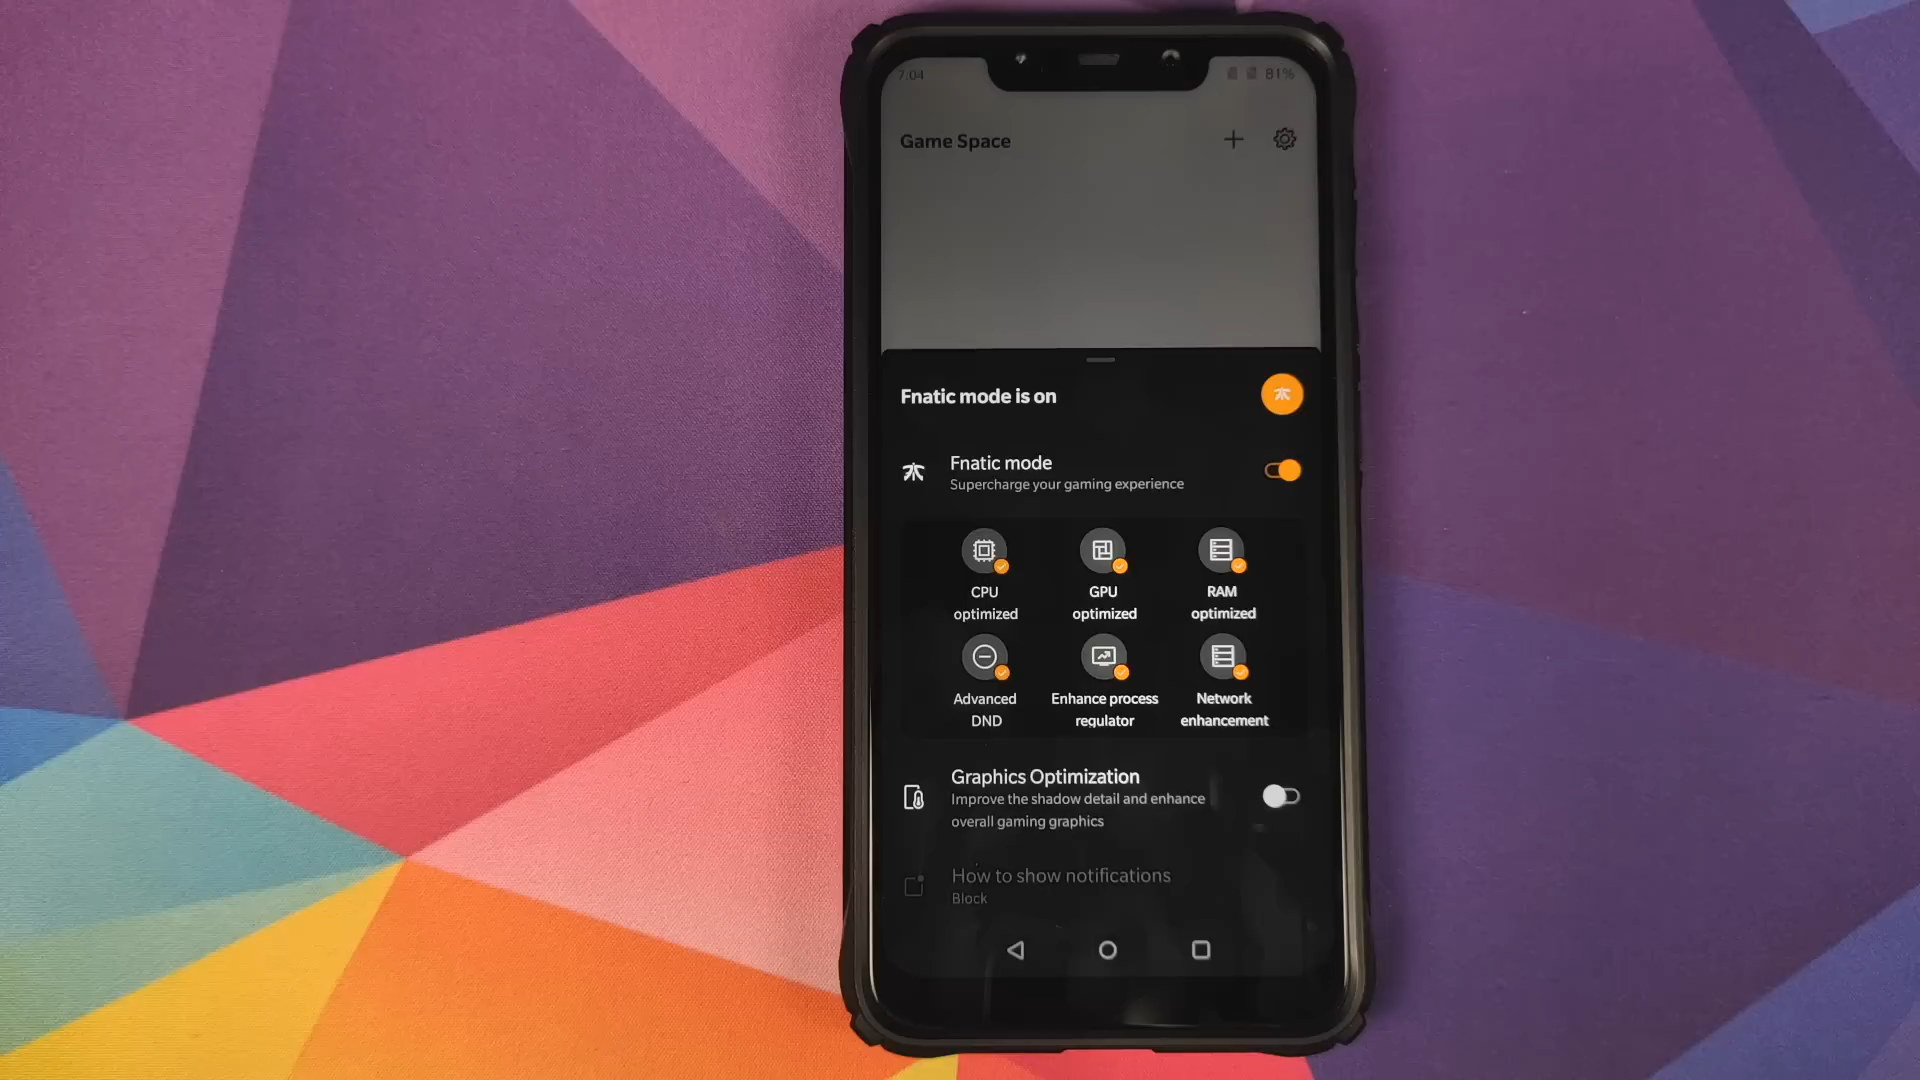 7:04
81%
Game Space
Fnatic mode is on
Fnatic mode
Supercharge your gaming experience
CPU
optimized
GPU
optimized
RAM
optimized
Advanced
DND
Enhance process
regulator
Network
enhancement
Graphics Optimization
Improve the shadow detail and enhance
overall gaming graphics
How to show notifications
Block